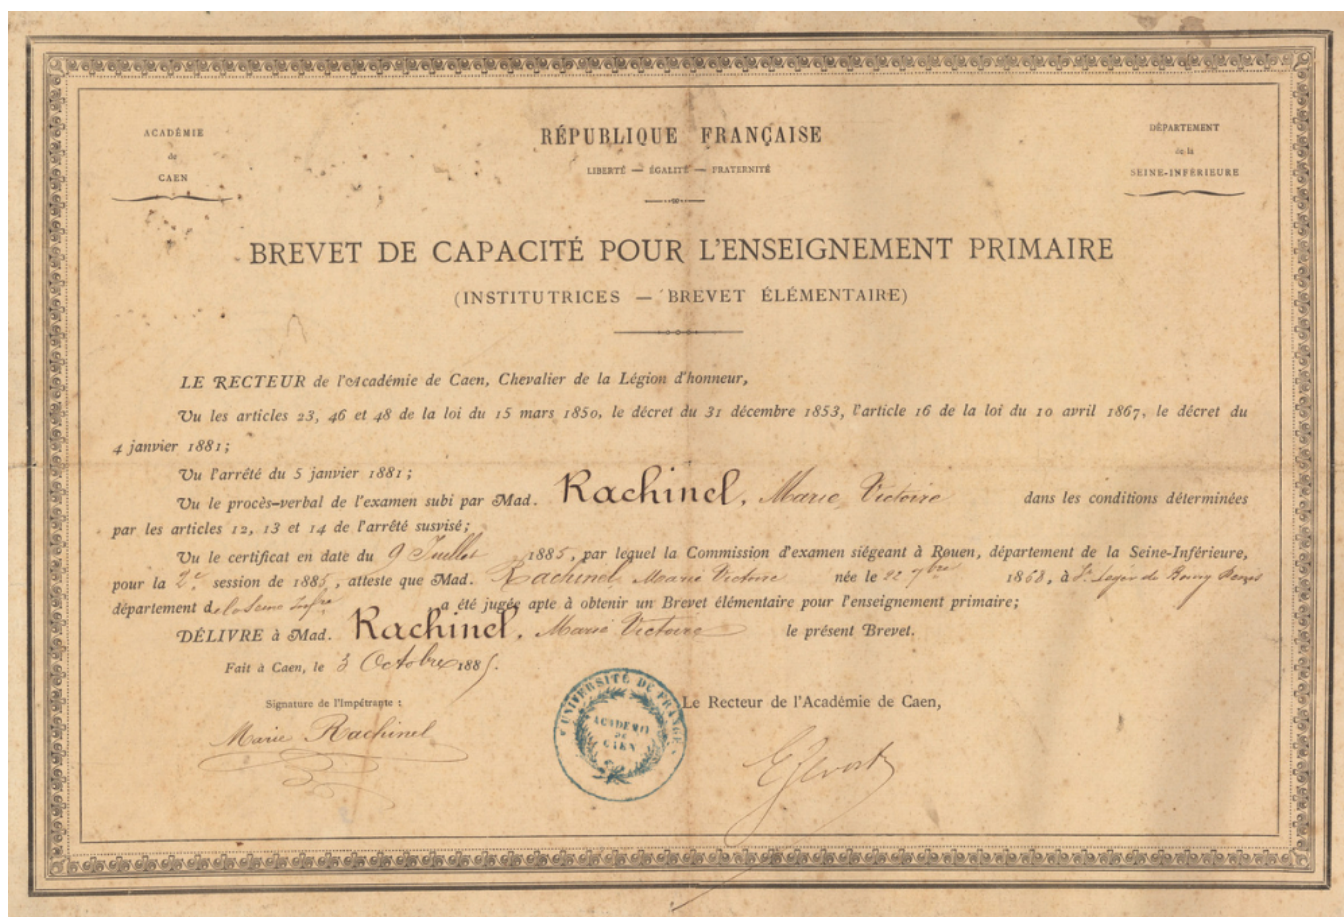 ACADÉMIE
de
CAEN
RÉPUBLIQUE FRANÇAISE
LIBERTÉ — ÉGALITÉ — FRATERNITÉ
DÉPARTEMENT
de la
SEINE-INFÉRIEURE
BREVET DE CAPACITÉ POUR L'ENSEIGNEMENT PRIMAIRE
(INSTITUTRICES — BREVET ÉLÉMENTAIRE)
LE RECTEUR de l'Académie de Caen, Chevalier de la Légion d'honneur,
Vu les articles 23, 46 et 48 de la loi du 15 mars 1850, le décret du 31 décembre 1853, l'article 16 de la loi du 10 avril 1867, le décret du
4 janvier 1881;
Vu l'arrêté du 5 janvier 1881;
Vu le procès-verbal de l'examen subi par Mad. Rachinel, Marie Victoire dans les conditions déterminées
par les articles 12, 13 et 14 de l'arrêté susvisé;
Vu le certificat en date du 9 Juillet 1885, par lequel la Commission d'examen siégeant à Rouen, département de la Seine-Inférieure,
pour la 2e session de 1885, atteste que Mad. Rachinel Marie Victoire née le 22 7bre 1868, à St Leger du Bourg Denis
département de la Seine Infre a été jugée apte à obtenir un Brevet élémentaire pour l'enseignement primaire;
DÉLIVRE à Mad. Rachinel, Marie Victoire le présent Brevet.
Fait à Caen, le 3 Octobre 1885.
Signature de l'Impétrante :
Marie Rachinel
UNIVERSITÉ DE FRANCE
ACADÉMIE
DE
CAEN
Le Recteur de l'Académie de Caen,